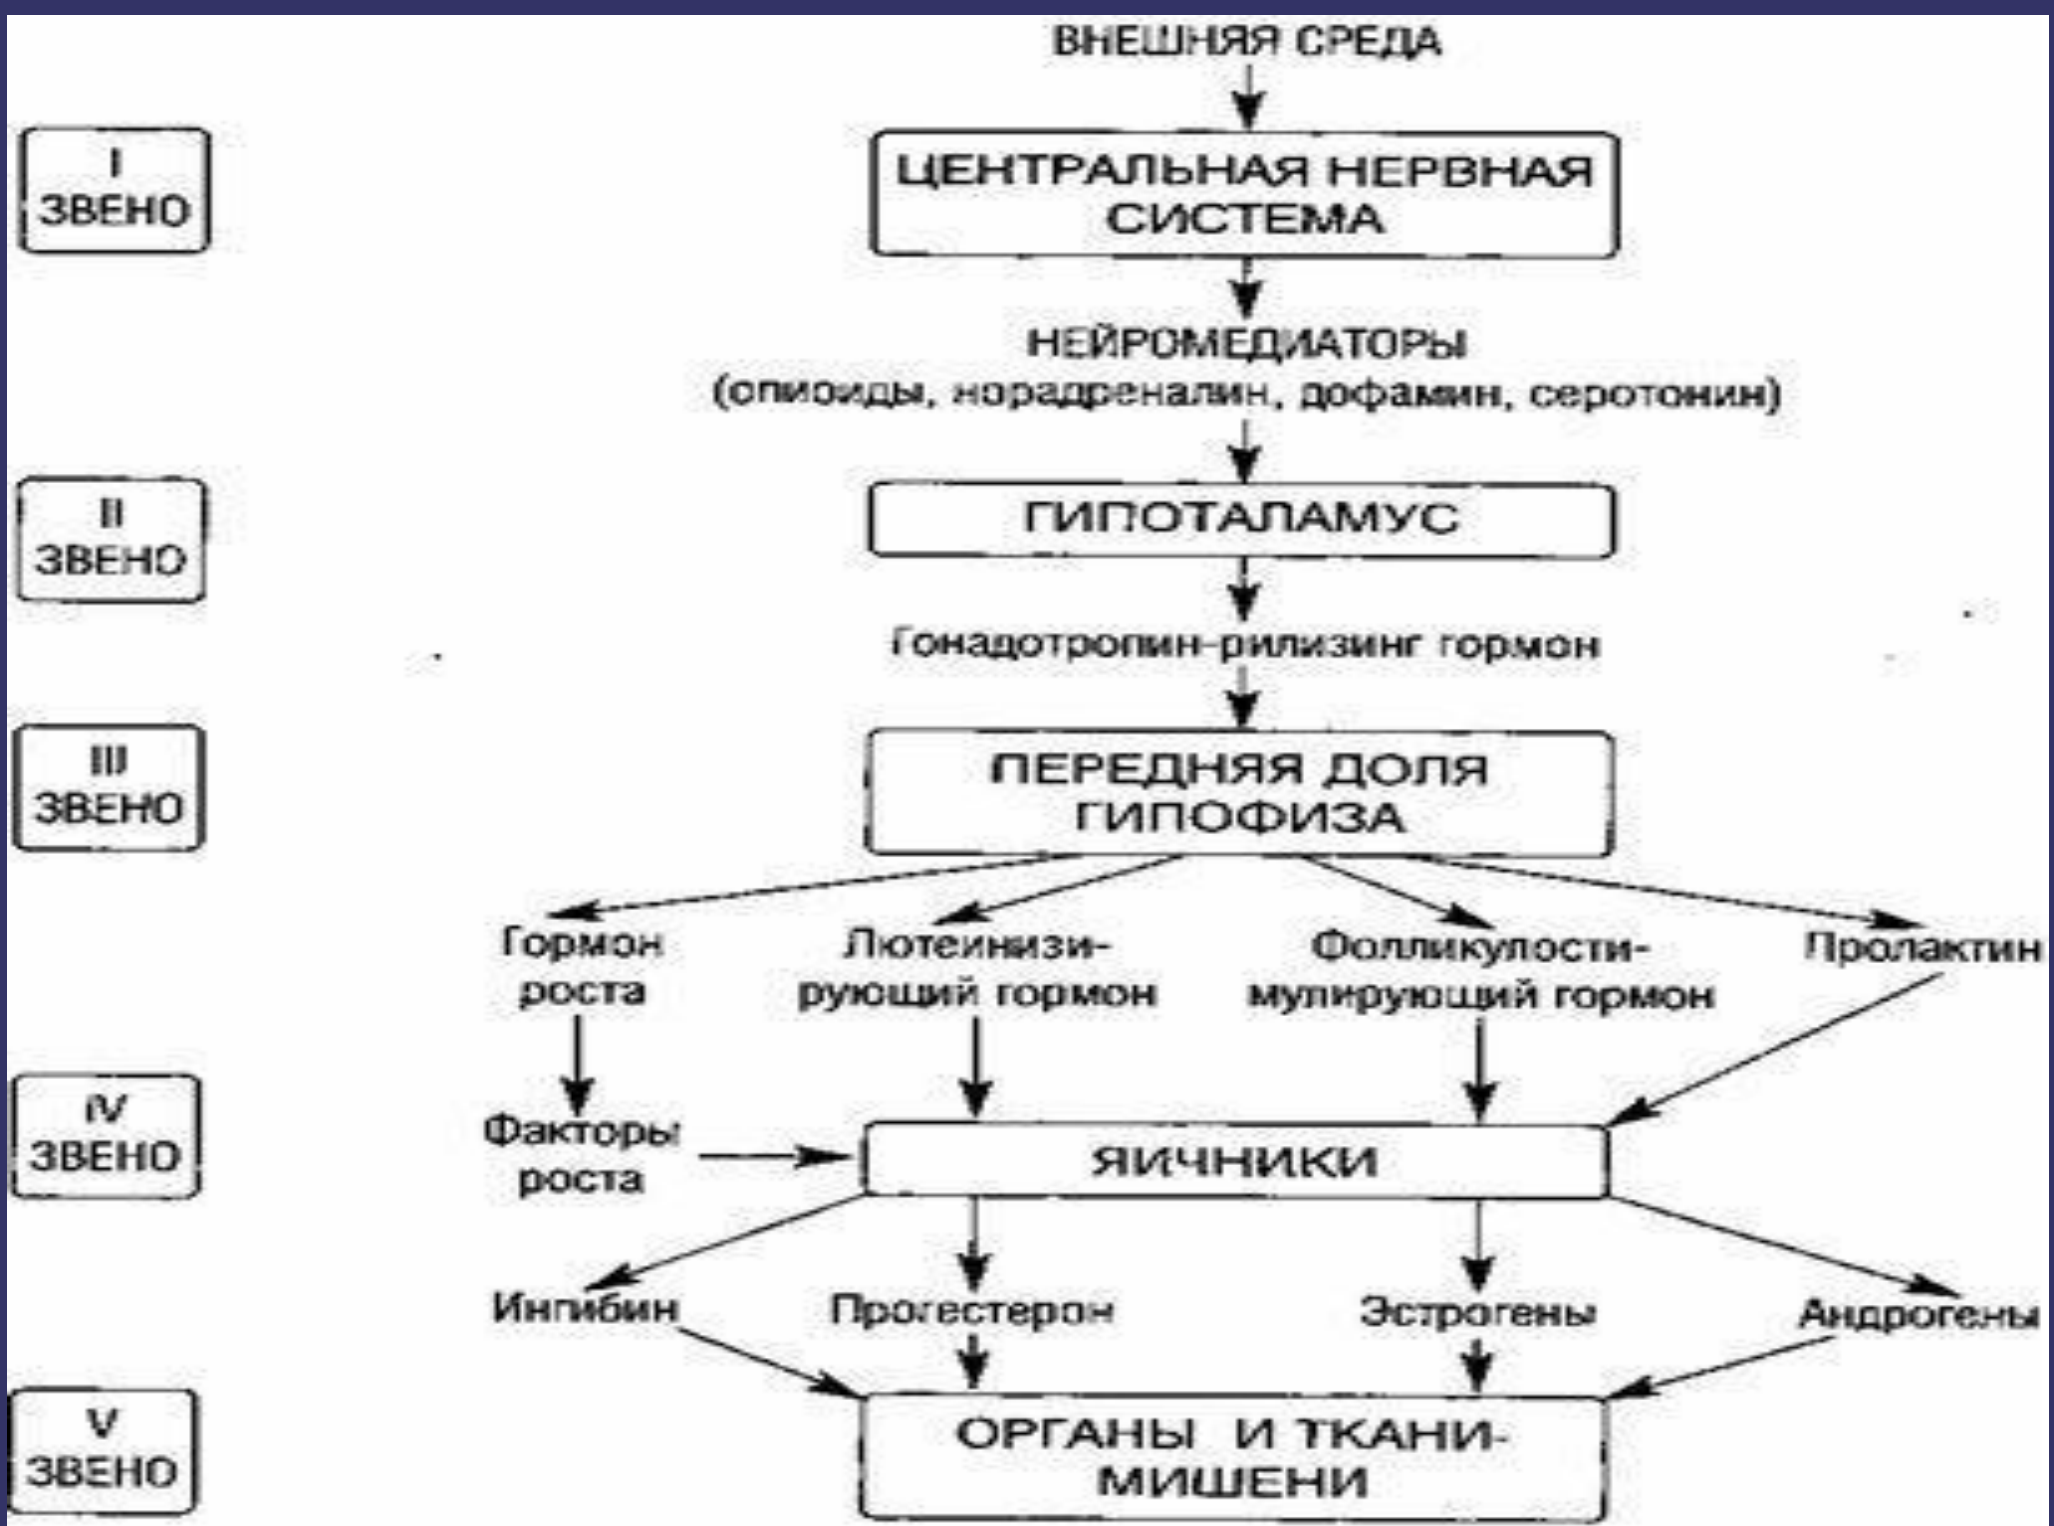 ВНЕШНЯЯ СРЕДА
I
ЗВЕНО
ЦЕНТРАЛЬНАЯ НЕРВНАЯ
СИСТЕМА
НЕЙРОМЕДИАТОРЫ
(опиоиды, норадреналин, дофамин, серотонин)
II
ЗВЕНО
ГИПОТАЛАМУС
Гонадотропин-рилизинг гормон
III
ЗВЕНО
ПЕРЕДНЯЯ ДОЛЯ
ГИПОФИЗА
Гормон
роста
Лютеинизи-
рующий гормон
Фолликулости-
мулирующий гормон
Пролактин
IV
ЗВЕНО
Факторы
роста
ЯИЧНИКИ
Ингибин
Прогестерон
Эстрогены
Андрогены
V
ЗВЕНО
ОРГАНЫ И ТКАНИ-
МИШЕНИ